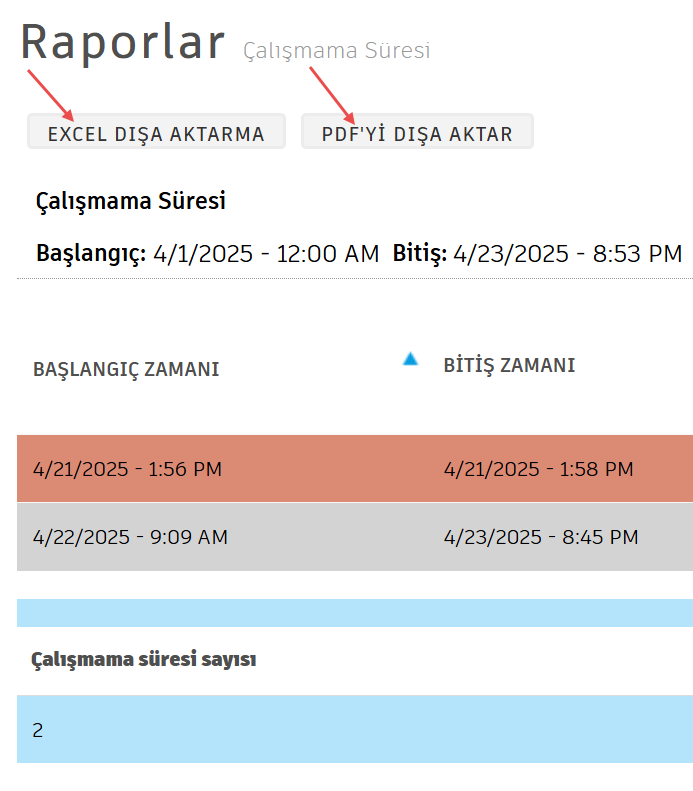 Raporlar Çalışmama Süresi
EXCEL DIŞA AKTARMA PDF'Yİ DIŞA AKTAR
Çalışmama Süresi
Başlangıç: 4/1/2025 - 12:00 AM Bitiş: 4/23/2025 - 8:53 PM
BAŞLANGIÇ ZAMANI BİTİŞ ZAMANI
4/21/2025 - 1:56 PM 4/21/2025 - 1:58 PM
4/22/2025 - 9:09 AM 4/23/2025 - 8:45 PM
Çalışmama süresi sayısı
2